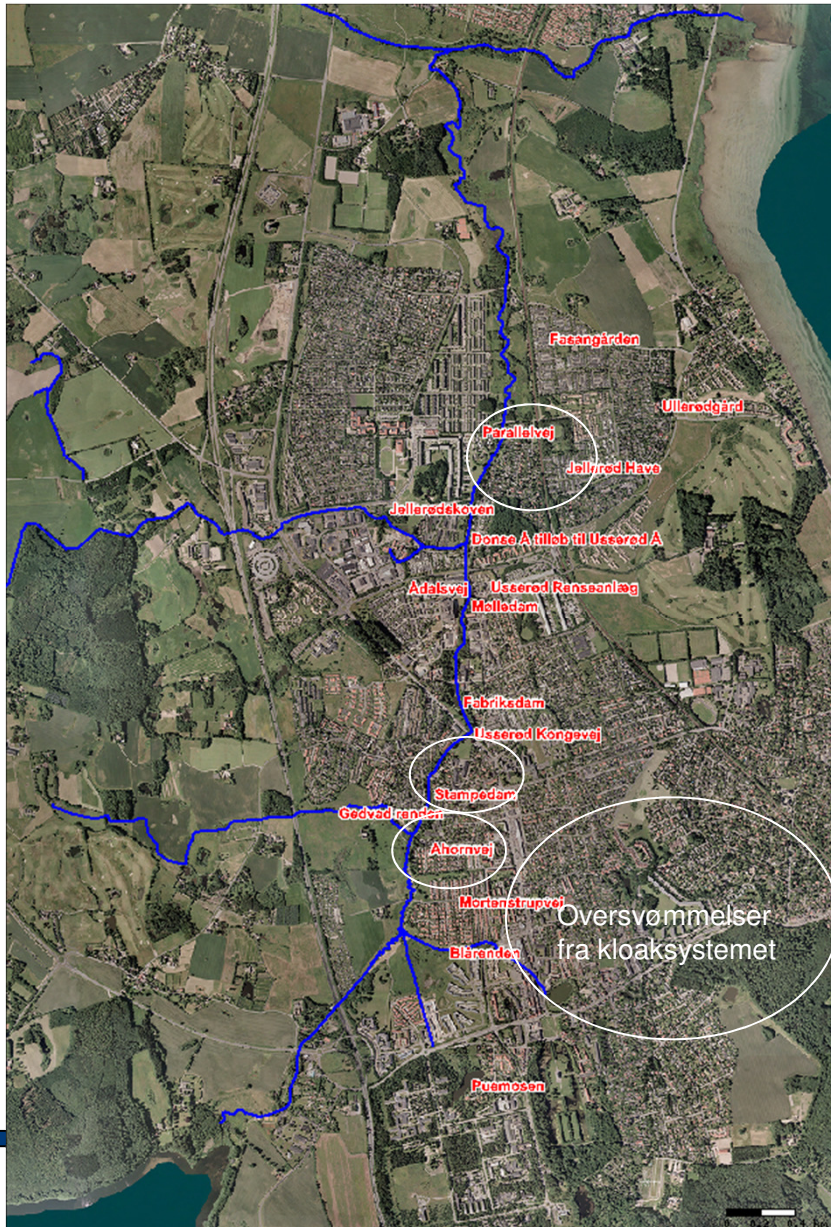 Fasangården
Ullerødgård
Parallelvej
Jellerød Have
Jellerødskoven
Donse Å tilløb til Usserød Å
Ådalsvej
Usserød Renseanlæg
Mølledam
Fabriksdam
Usserød Kongevej
Stampedam
Gedvad renden
Ahornvej
Mortenstrupvej
Oversvømmelser
fra kloaksystemet
Blårenden
Puemosen